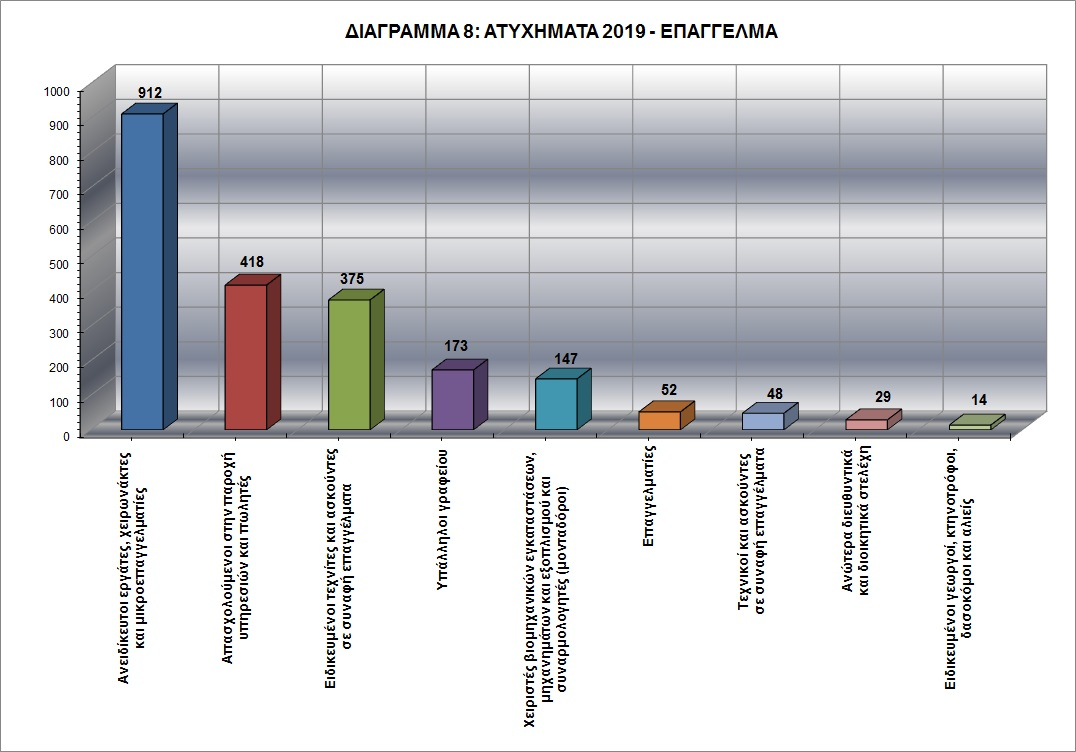 ΔΙΑΓΡΑΜΜΑ 8: ΑΤΥΧΗΜΑΤΑ 2019 - ΕΠΑΓΓΕΛΜΑ
1000
900
800
700
600
500
400
300
200
100
0
912
418
375
173
147
52
48
29
14
Ανειδίκευτοι εργάτες, χειρωνάκτες
και μικροεπαγγελματίες
Απασχολούμενοι στην παροχή
υπηρεσιών και πωλητές
Ειδικευμένοι τεχνίτες και ασκούντες
σε συναφή επαγγέλματα
Υπάλληλοι γραφείου
Χειριστές βιομηχανικών εγκαταστάσεων,
μηχανημάτων και εξοπλισμού και
συναρμολογητές (μονταδόροι)
Επαγγελματίες
Τεχνικοί και ασκούντες
σε συναφή επαγγέλματα
Ανώτερα διευθυντικά
και διοικητικά στελέχη
Ειδικευμένοι γεωργοί, κτηνοτρόφοι,
δασοκόμοι και αλιείς